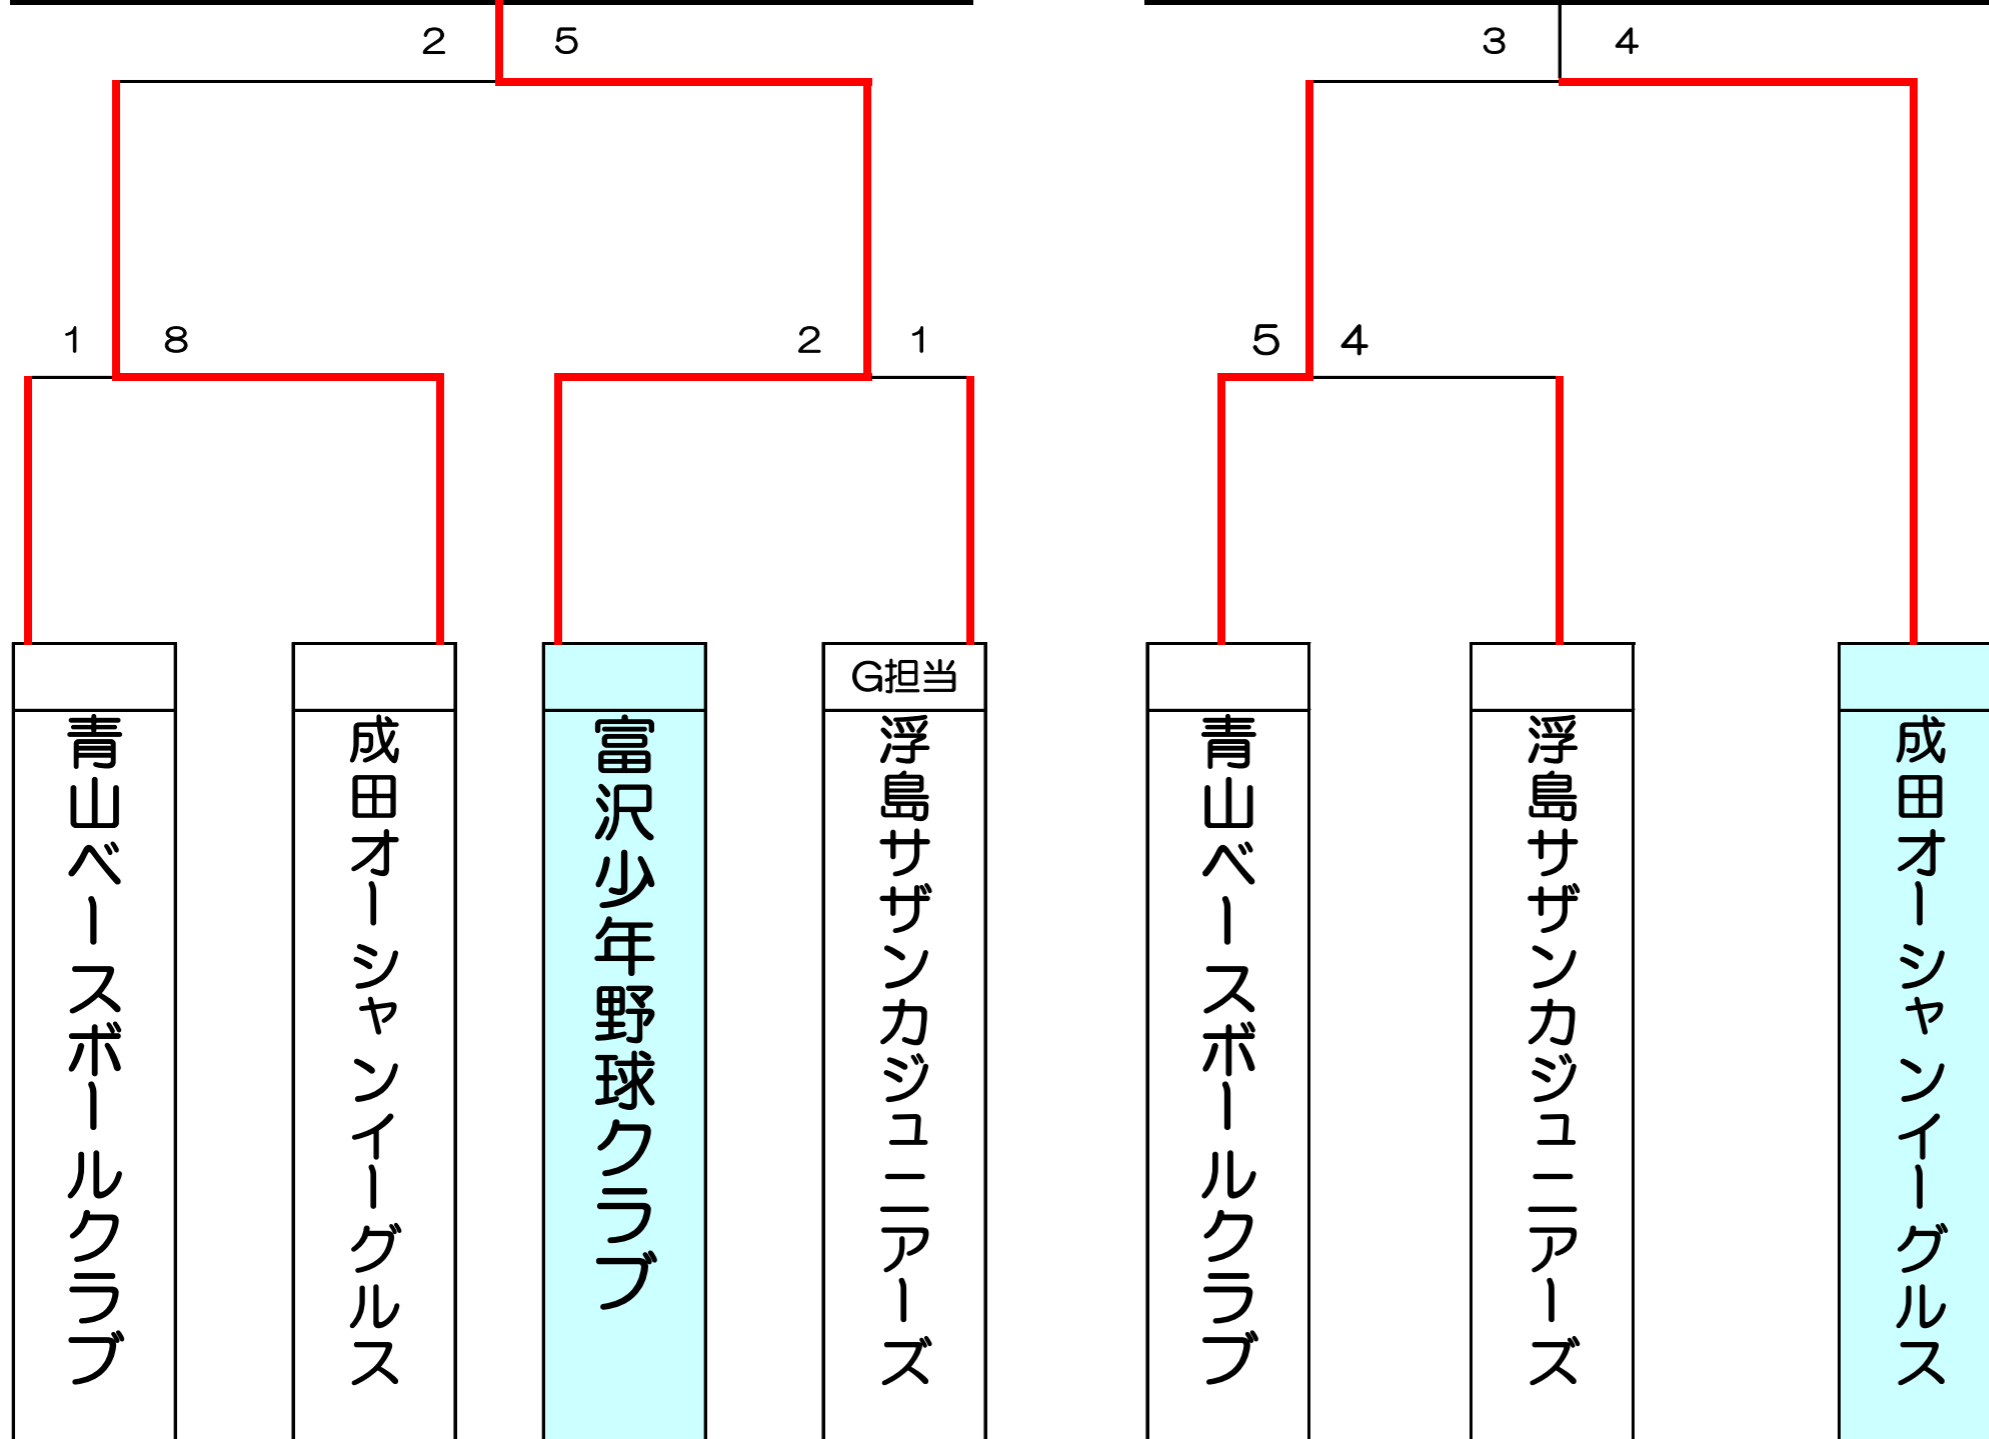 2 5
3 4
1 8
2 1
5 4
G担当
青山ベースボールクラブ
成田オーシャンイーグルス
富沢少年野球クラブ
浮島サザンカジュニアーズ
青山ベースボールクラブ
浮島サザンカジュニアーズ
成田オーシャンイーグルス